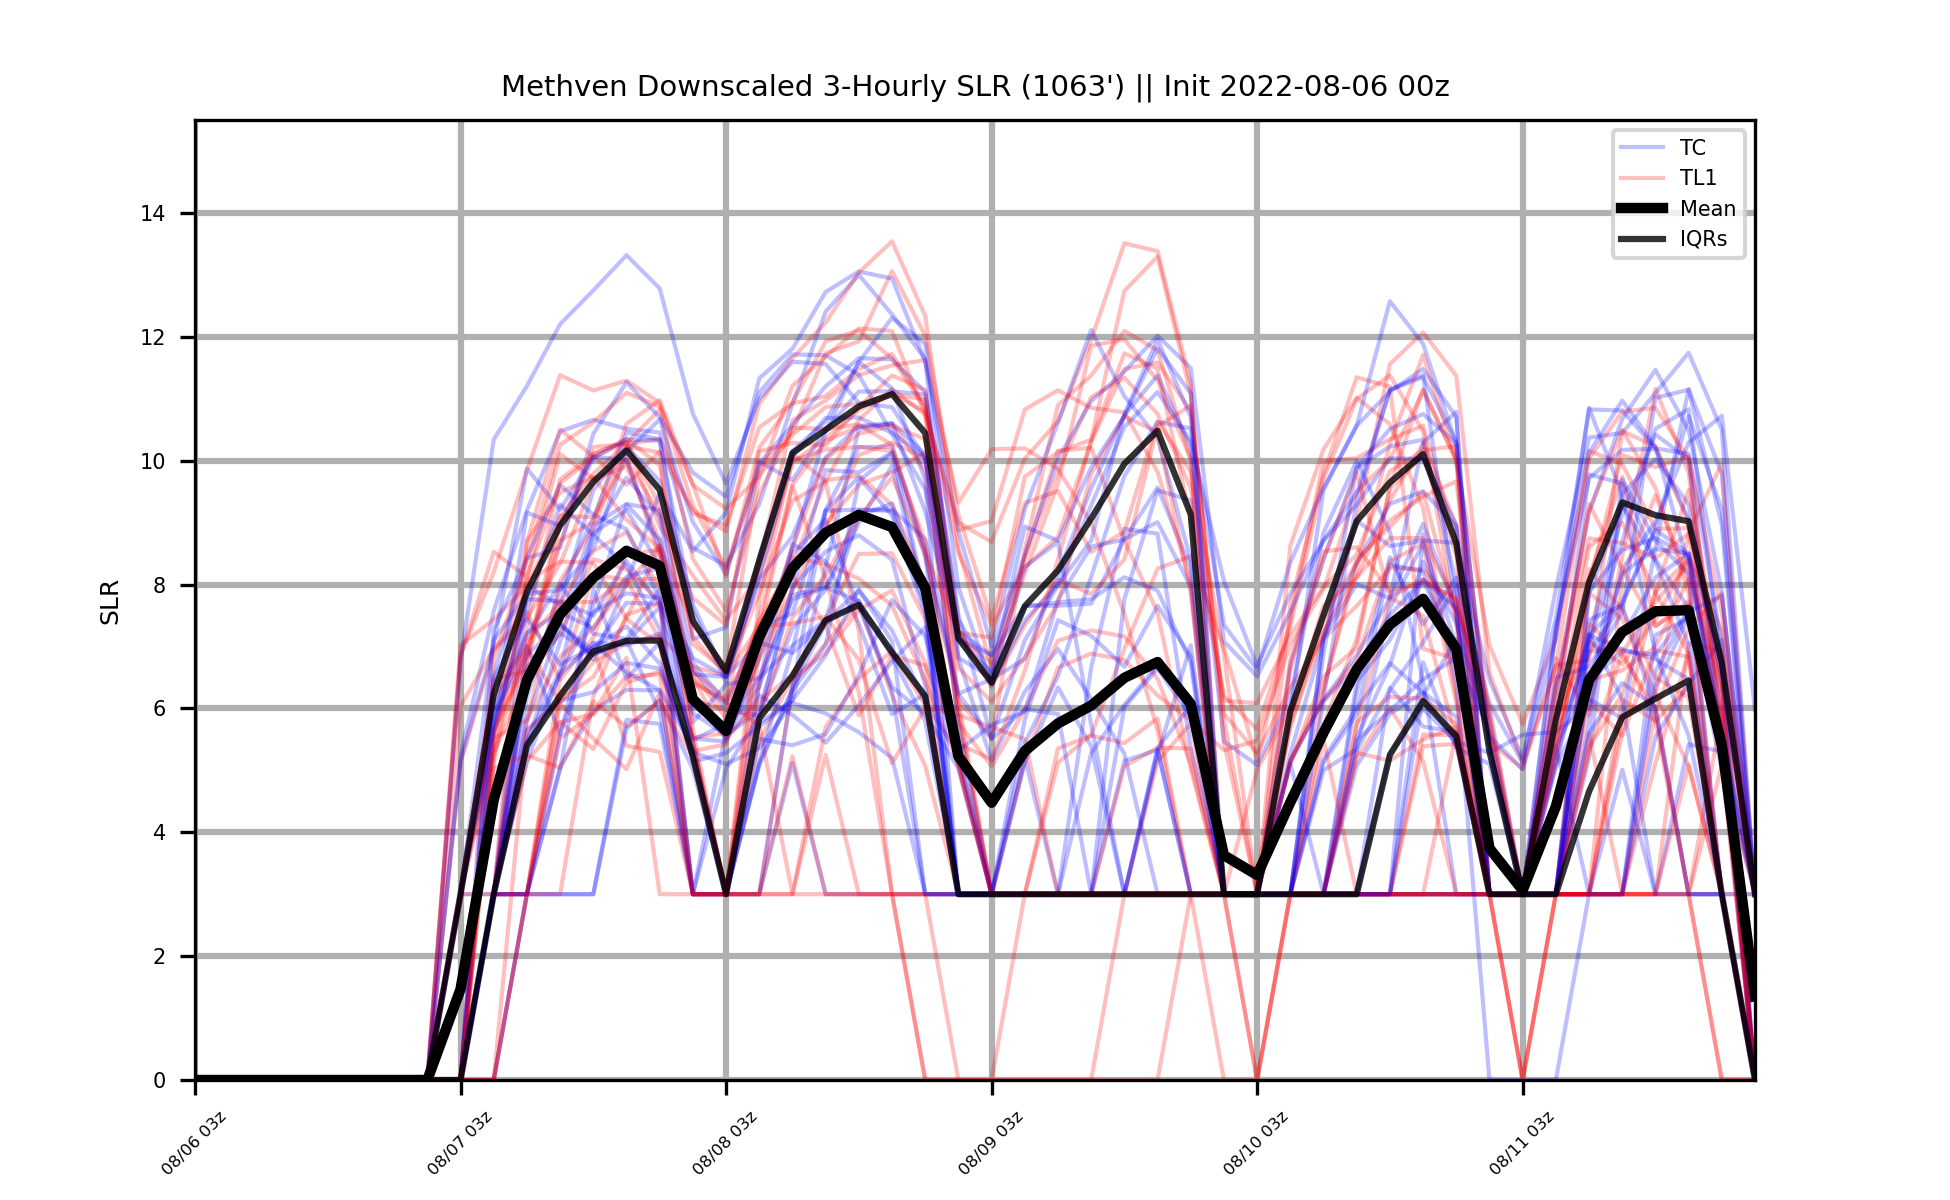 Methven Downscaled 3-Hourly SLR (1063') || Init 2022-08-06 00z
TC
TL1
Mean
IQRs
SLR
14
12
10
8
6
4
2
0
08/06 03z
08/07 03z
08/08 03z
08/09 03z
08/10 03z
08/11 03z